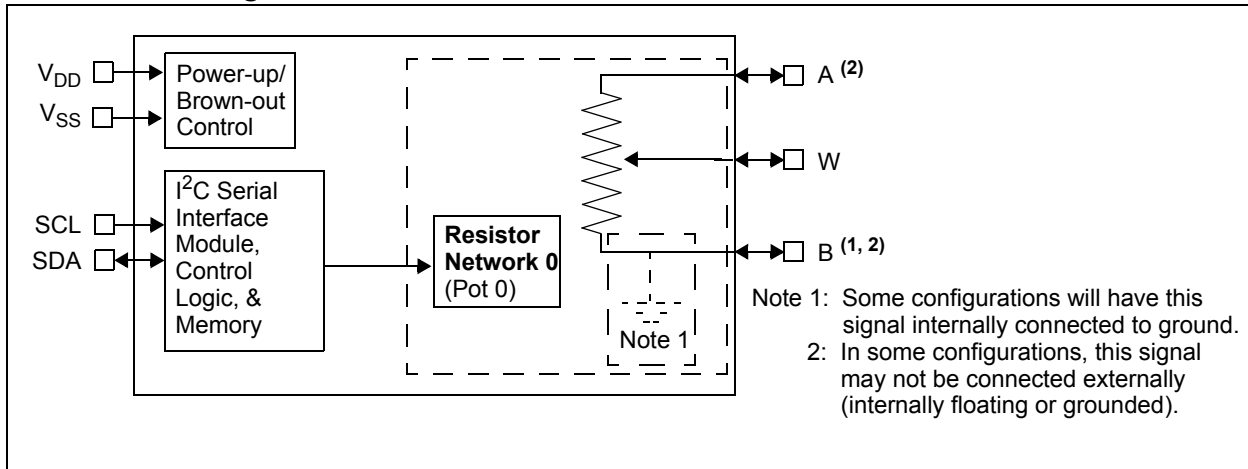 V_DD
V_SS
Power-up/
Brown-out
Control
SCL
SDA
I²C Serial
Interface
Module,
Control
Logic, &
Memory
Resistor
Network 0
(Pot 0)
Note 1
A (2)
W
B (1, 2)
Note 1: Some configurations will have this
signal internally connected to ground.
2: In some configurations, this signal
may not be connected externally
(internally floating or grounded).